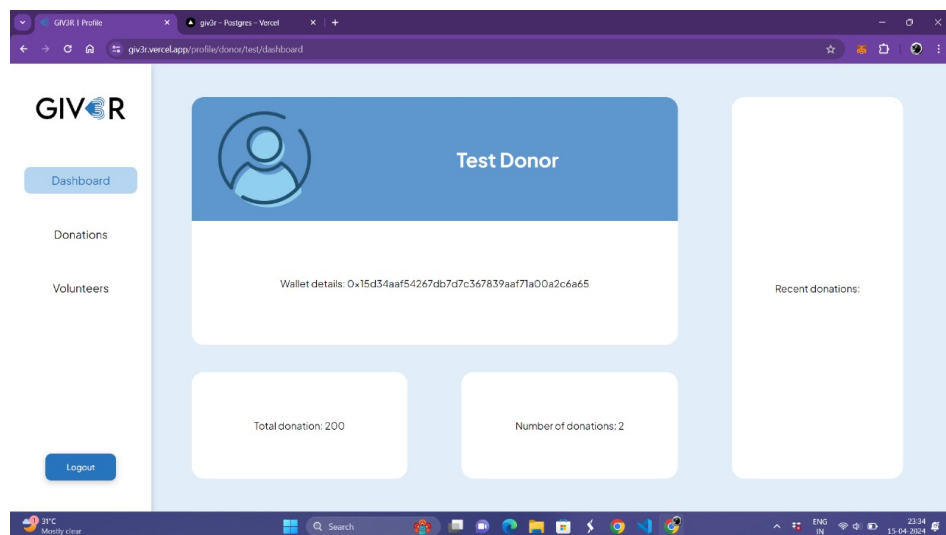 GIV3R | Profile
giv3r – Postgres – Vercel
giv3r.vercel.app/profile/donor/test/dashboard
GIV3R
Dashboard
Donations
Volunteers
Logout
Test Donor
Wallet details: 0x15d34aaf54267db7d7c367839aaf71a00a2c6a65
Total donation: 200
Number of donations: 2
Recent donations:
1
31°C
Mostly clear
Search
ENG
IN
23:34
15-04-2024